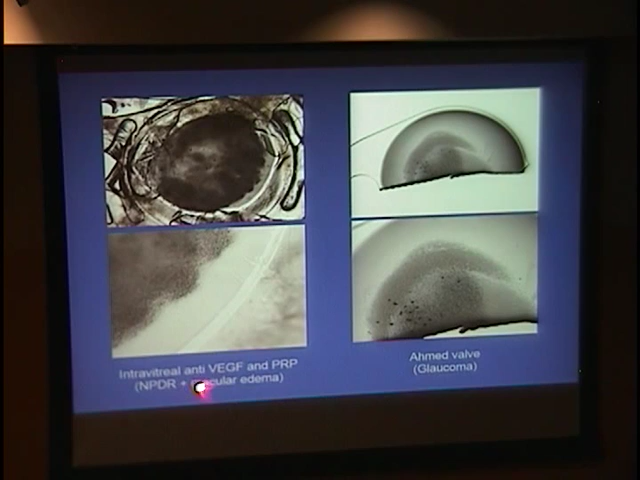 Intravitreal anti VEGF and PRP
(NPDR + macular edema)
Ahmed valve
(Glaucoma)